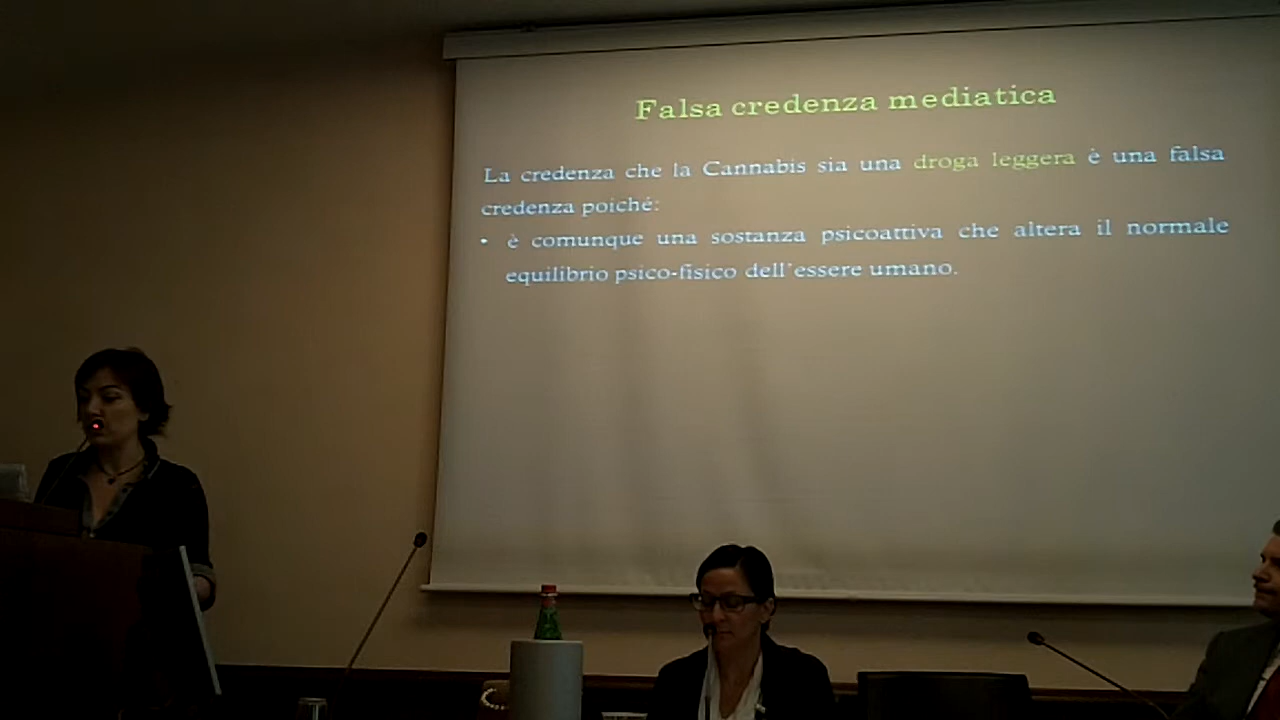 Falsa credenza mediatica
La credenza che la Cannabis sia una droga leggera è una falsa
credenza poiché:
• è comunque una sostanza psicoattiva che altera il normale
equilibrio psico-fisico dell'essere umano.